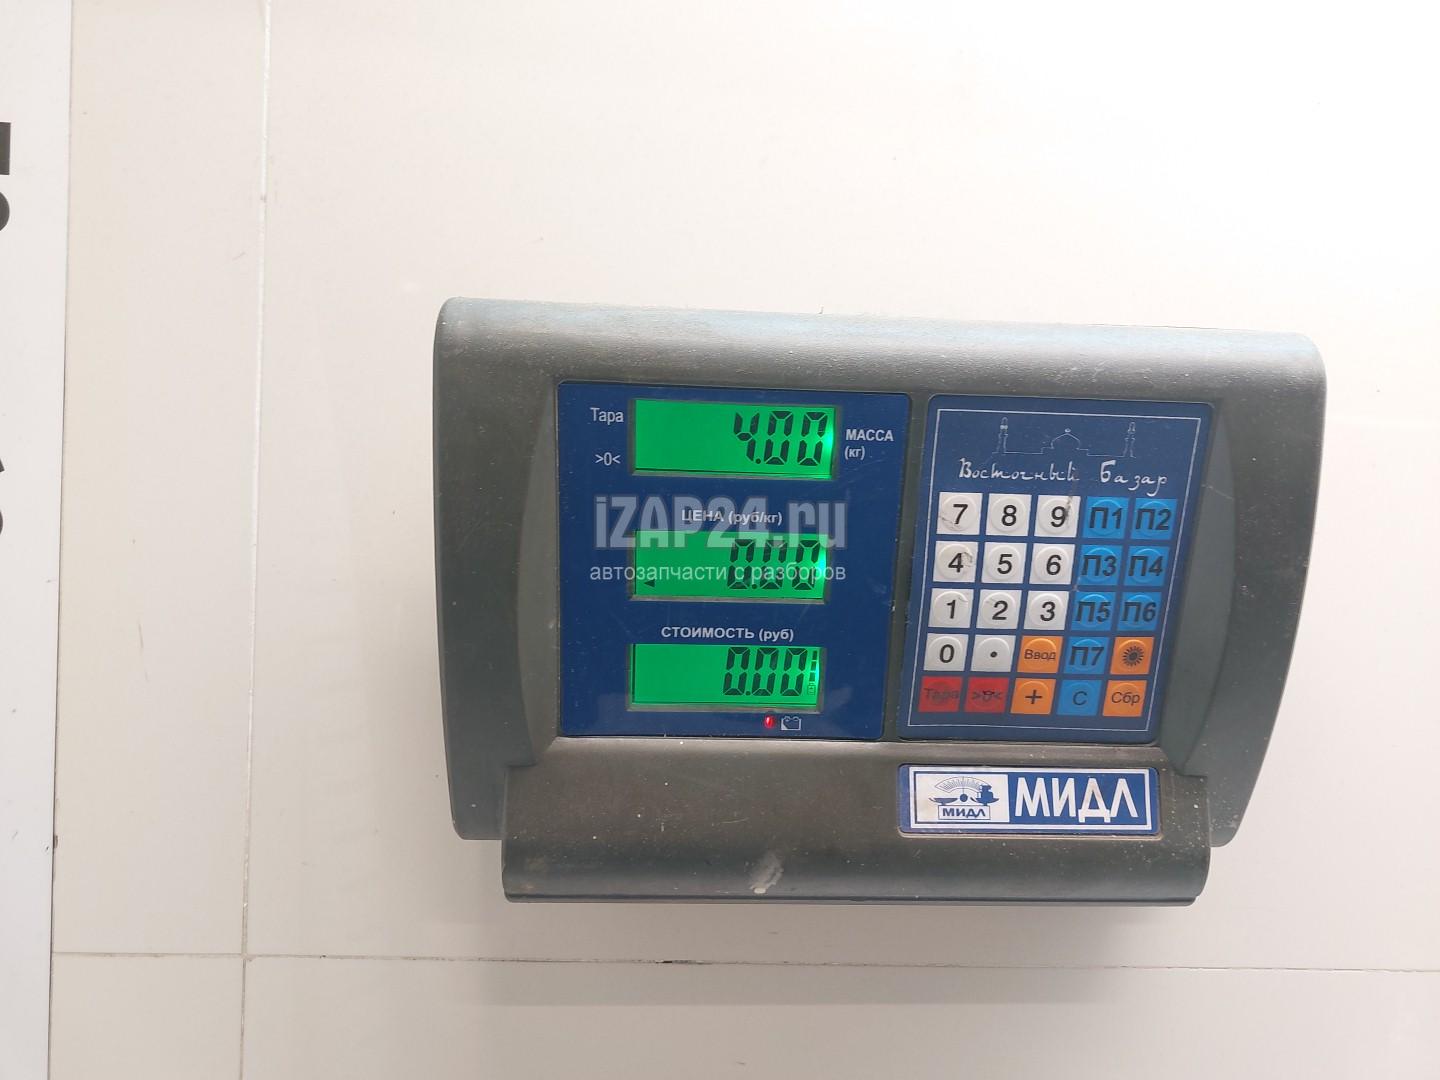 Тара
4.00
МАССА
(кг)
>0<
ЦЕНА (руб/кг)
0.00
СТОИМОСТЬ (руб)
0.00
iZAP24.ru
автозапчасти с разборов
Восточный Базар
7 8 9 П1 П2
4 5 6 П3 П4
1 2 3 П5 П6
0 . Ввод П7
Тара >0< + C Сбр
МИДЛ МИДЛ